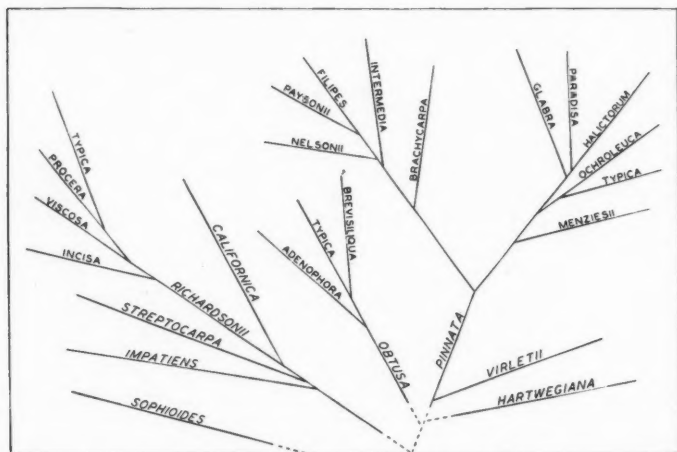 TYPICA
PROCERA
VISCOSA
INCISA
RICHARDSONII
CALIFORNICA
STREPTOCARPA
IMPATIENS
SOPHIOIDES
FILIPES
PAYSONII
NELSONII
INTERMEDIA
BRACHYCARPA
BREVISILIQUA
TYPICA
ADENOPHORA
OBTUSA
GLABRA
PARADISA
HALICTORUM
OCHROLEUCA
TYPICA
MENZIESII
PINNATA
VIRLETII
HARTWEGIANA